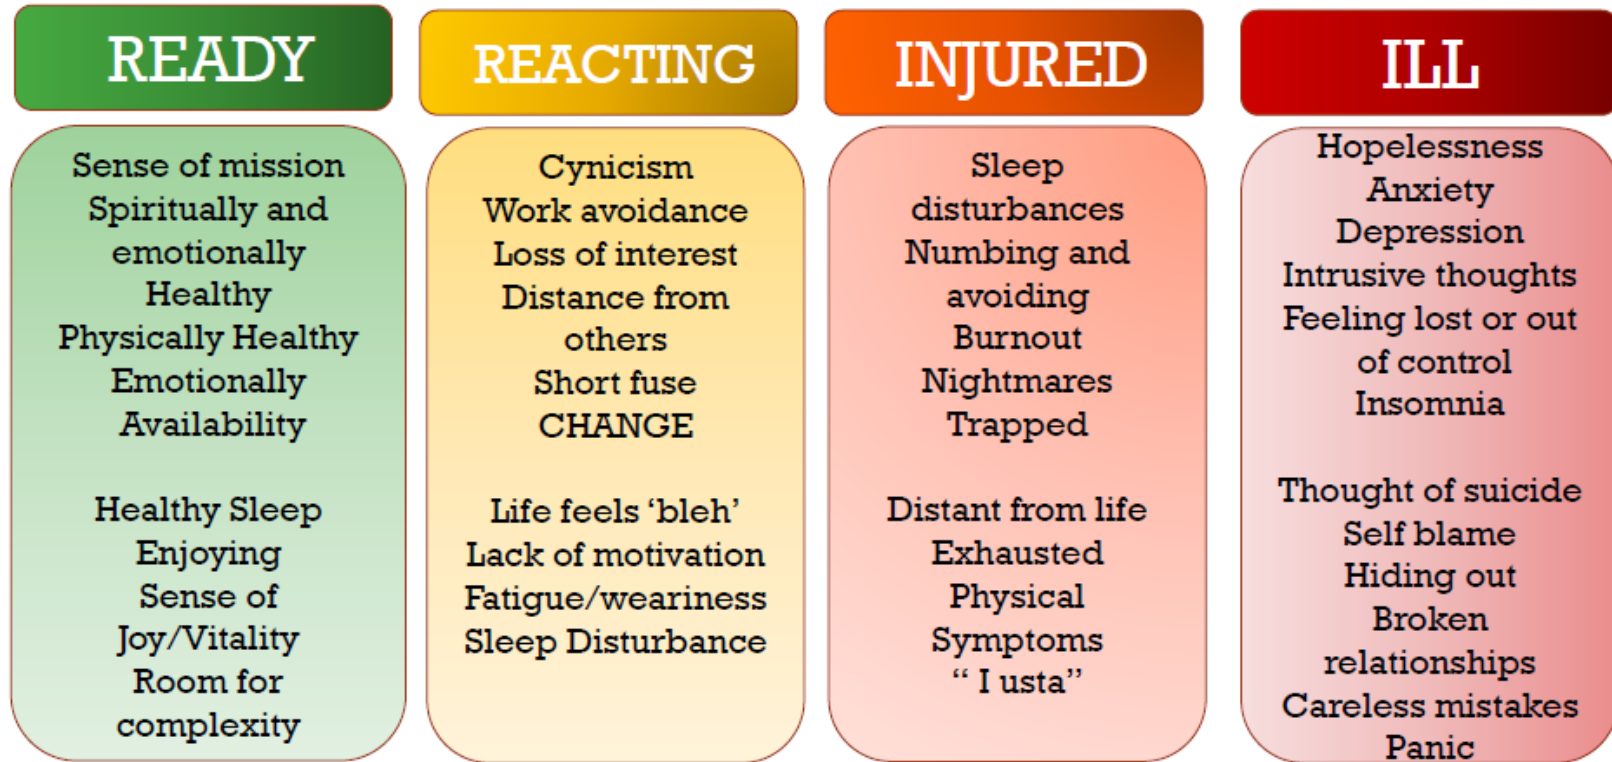 READY
Sense of mission
Spiritually and
emotionally
Healthy
Physically Healthy
Emotionally
Availability
Healthy Sleep
Enjoying
Sense of
Joy/Vitality
Room for
complexity
REACTING
Cynicism
Work avoidance
Loss of interest
Distance from
others
Short fuse
CHANGE
Life feels ‘bleh’
Lack of motivation
Fatigue/weariness
Sleep Disturbance
INJURED
Sleep
disturbances
Numbing and
avoiding
Burnout
Nightmares
Trapped
Distant from life
Exhausted
Physical
Symptoms
“ I usta”
ILL
Hopelessness
Anxiety
Depression
Intrusive thoughts
Feeling lost or out
of control
Insomnia
Thought of suicide
Self blame
Hiding out
Broken
relationships
Careless mistakes
Panic